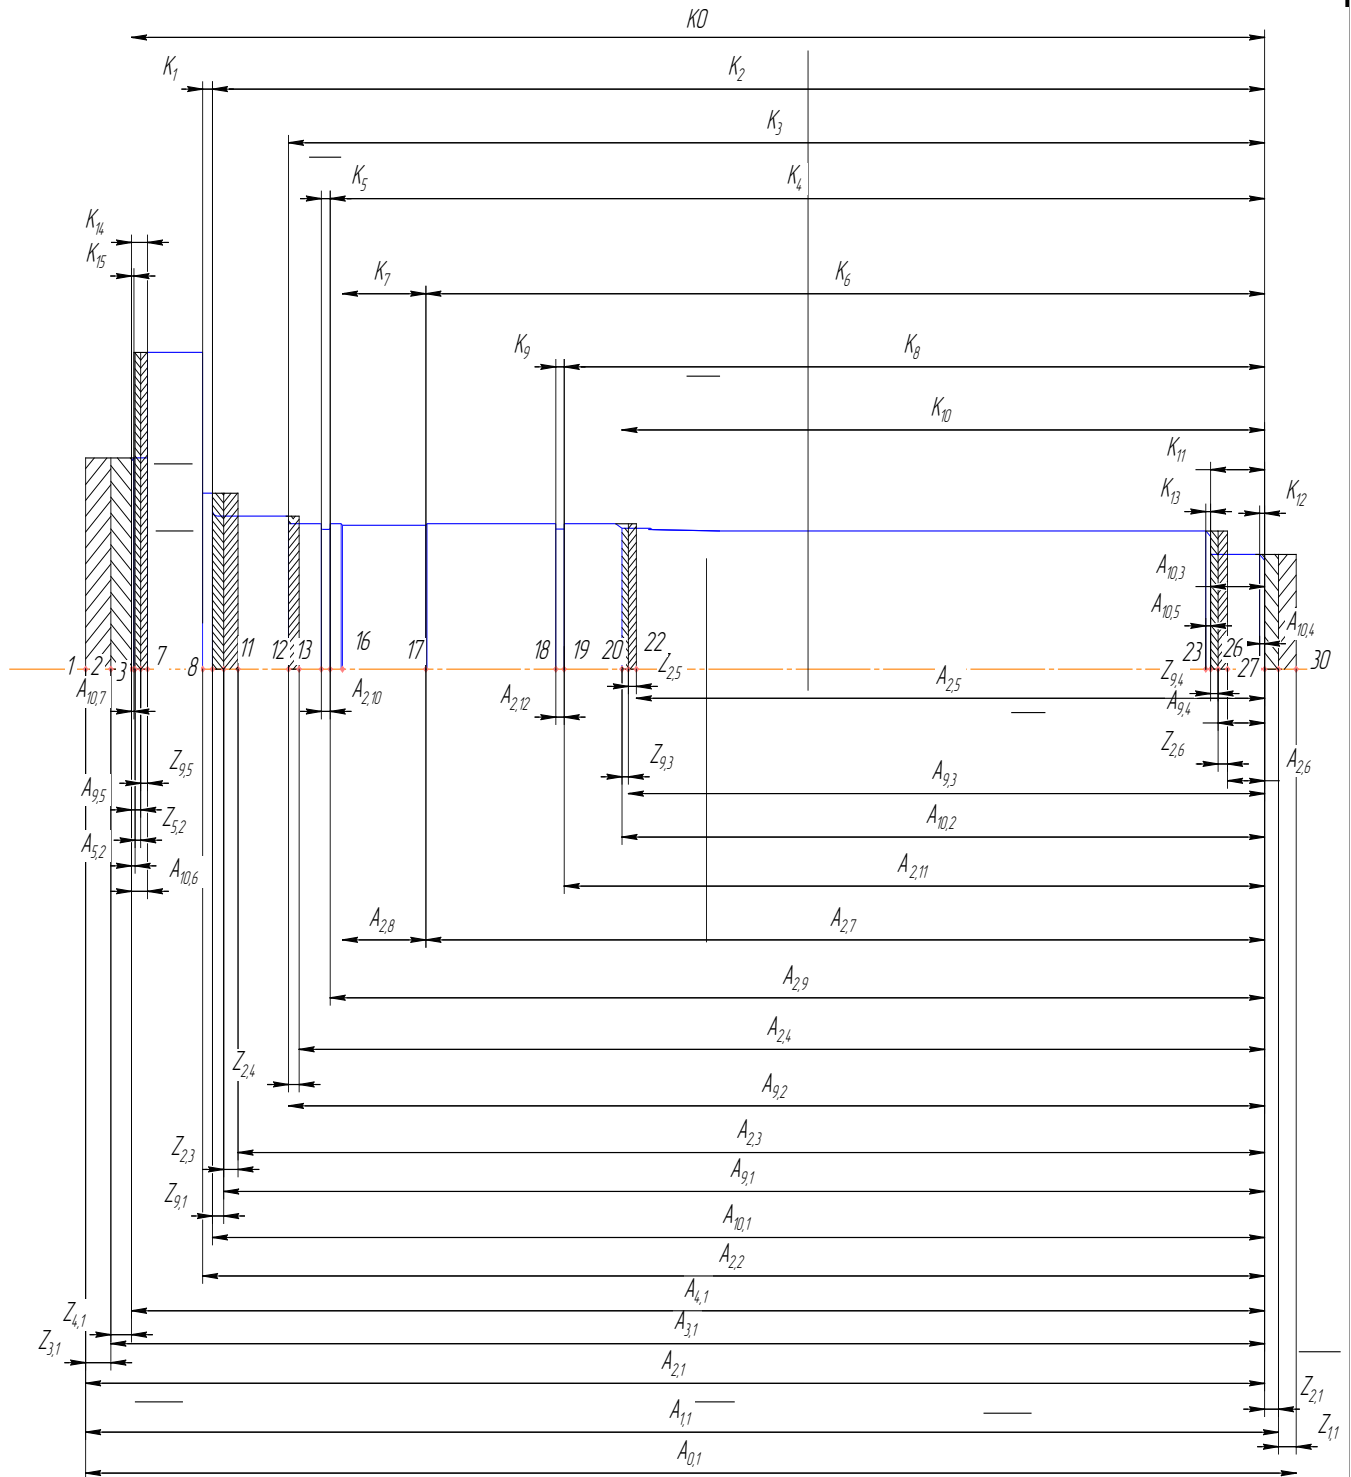 K0
K1 K2
K3
K5 K4
K14
K15
K7 K6
K9 K8
K10
K11
K13 K12
A10,3
A10,5 A10,4
1 2 3 7 8 11 12 13 16 17 18 19 20 22 23 26 27 30
A10,7 A2,10 A2,12 Z2,5 A2,5 Z9,4
A9,4
Z9,5 Z9,3 Z2,6 A2,6
A9,5 A9,3
Z5,2 A10,2
A5,2
A10,6 A2,11
A2,8 A2,7
A2,9
A2,4
Z2,4 A9,2
A2,3
Z2,3 A9,1
Z9,1 A10,1
A2,2
A4,1
Z4,1 A3,1
Z3,1 A2,1
Z2,1
A1,1 Z1,1
A0,1